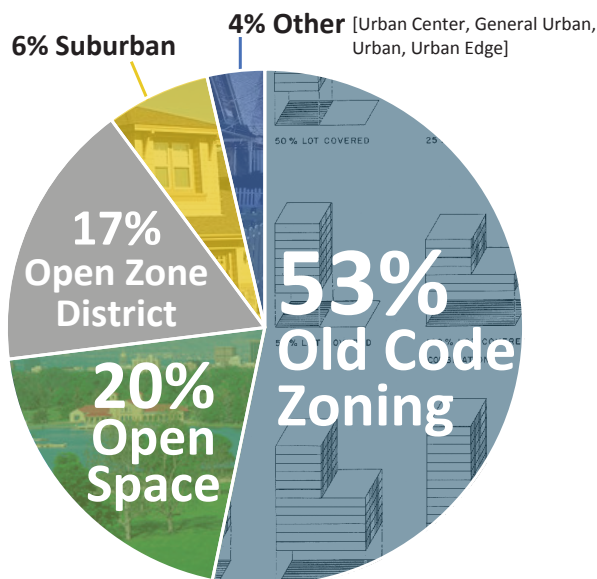 4% Other [Urban Center, General Urban,
Urban, Urban Edge]
6% Suburban
50% LOT COVERED
25
17%
Open Zone
District
53%
Old Code
Zoning
20%
Open
Space